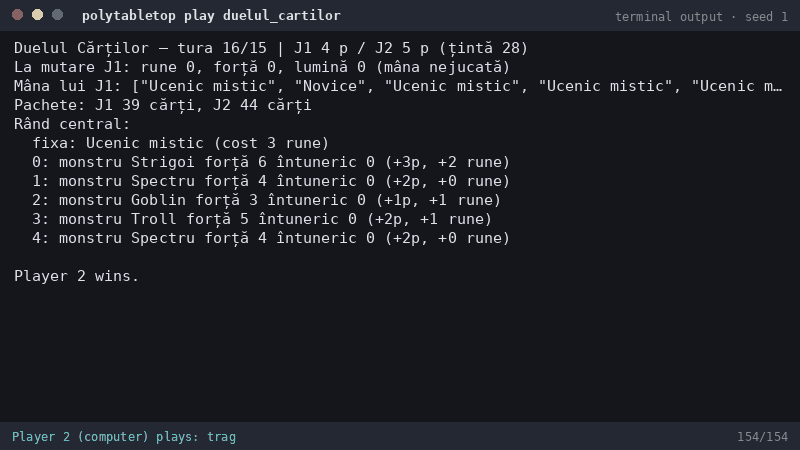 polytabletop play duelul_cartilor
terminal output · seed 1
Duelul Cărților — tura 16/15 | J1 4 p / J2 5 p (țintă 28)
La mutare J1: rune 0, forță 0, lumină 0 (mâna nejucată)
Mâna lui J1: ["Ucenic mistic", "Novice", "Ucenic mistic", "Ucenic mistic", "Ucenic m…
Pachete: J1 39 cărți, J2 44 cărți
Rând central:
fixa: Ucenic mistic (cost 3 rune)
0: monstru Strigoi forță 6 întuneric 0 (+3p, +2 rune)
1: monstru Spectru forță 4 întuneric 0 (+2p, +0 rune)
2: monstru Goblin forță 3 întuneric 0 (+1p, +1 rune)
3: monstru Troll forță 5 întuneric 0 (+2p, +1 rune)
4: monstru Spectru forță 4 întuneric 0 (+2p, +0 rune)
Player 2 wins.
Player 2 (computer) plays: trag
154/154